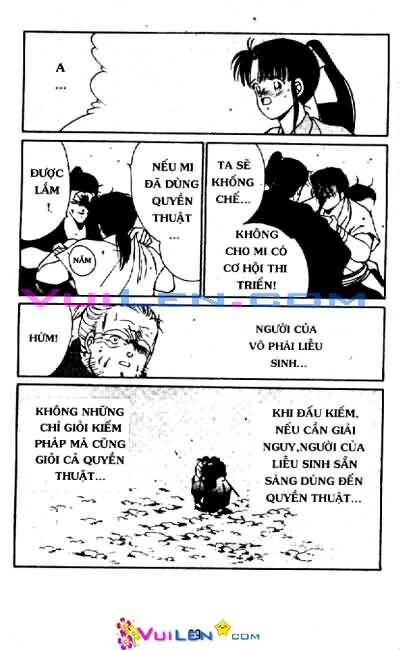 A
...
NẾU MI
ĐÃ DÙNG
QUYỀN
THUẬT
...
ĐƯỢC
LẮM
!
NẮM
TA SẼ
KHỐNG
CHẾ...
KHÔNG
CHO MI CÓ
CƠ HỘI THI
TRIỂN!
VUILEN.COM
HỪM!
NGƯỜI CỦA
VÕ PHÁI LIỄU
SINH...
KHÔNG NHỮNG
CHỈ GIỎI KIẾM
PHÁP MÀ CŨNG
GIỎI CẢ QUYỀN
THUẬT...
KHI ĐẤU KIẾM,
NẾU CẦN GIẢI
NGUY,NGƯỜI CỦA
LIỄU SINH SẴN
SÀNG DÙNG ĐẾN
QUYỀN THUẬT...
VUILEN
.COM